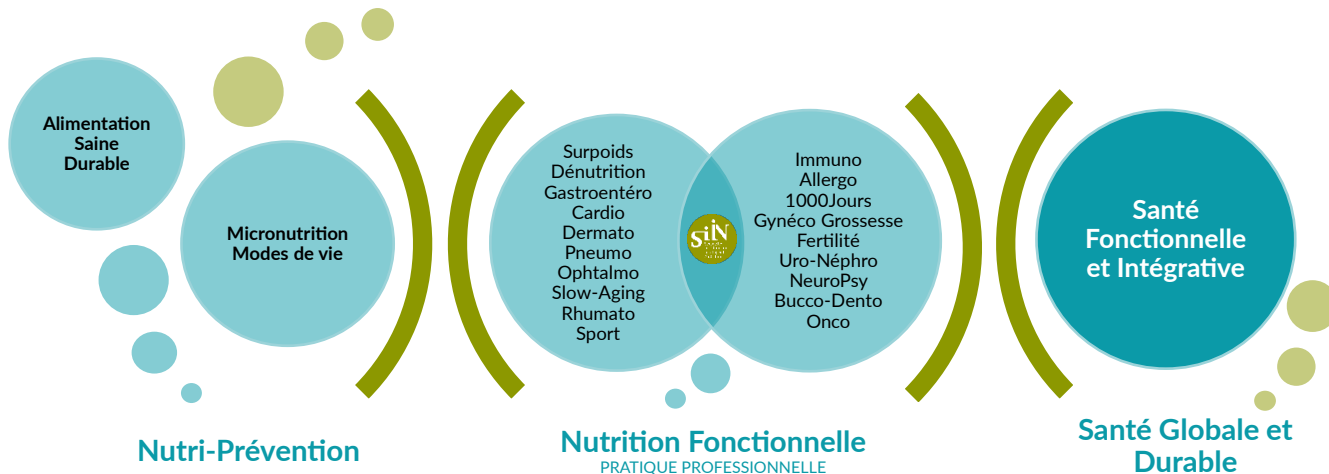 Alimentation
Saine
Durable
Micronutrition
Modes de vie
Nutri-Prévention
Surpoids
Dénutrition
Gastroentéro
Cardio
Dermato
Pneumo
Ophtalmo
Slow-Aging
Rhumato
Sport
SiiN
Immuno
Allergo
1000Jours
Gynéco Grossesse
Fertilité
Uro-Néphro
NeuroPsy
Bucco-Dento
Onco
Nutrition Fonctionnelle
PRATIQUE PROFESSIONNELLE
Santé
Fonctionnelle
et Intégrative
Santé Globale et
Durable